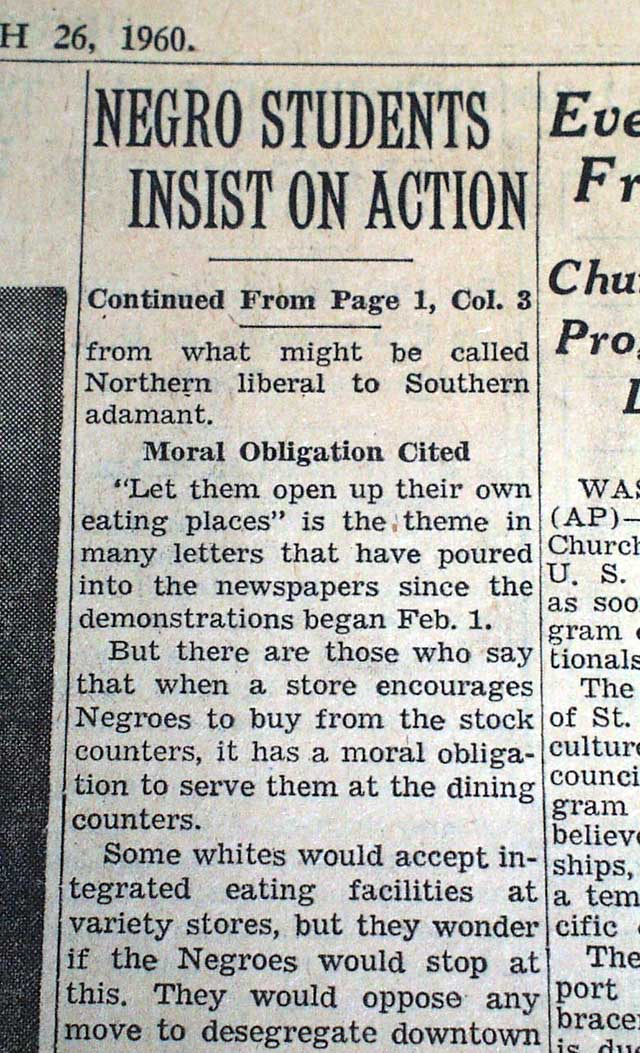 H 26, 1960.
NEGRO STUDENTS
INSIST ON ACTION
Continued From Page 1, Col. 3
from what might be called
Northern liberal to Southern
adamant.
Moral Obligation Cited
"Let them open up their own
eating places" is the theme in
many letters that have poured
into the newspapers since the
demonstrations began Feb. 1.
But there are those who say
that when a store encourages
Negroes to buy from the stock
counters, it has a moral obliga-
tion to serve them at the dining
counters.
Some whites would accept in-
tegrated eating facilities at
variety stores, but they wonder
if the Negroes would stop at
this. They would oppose any
move to desegregate downtown
Eve
Fr
Chu
Pro
WAS
(AP)—
Church
U. S.
as soo
gram
tionals
The
of St.
culture
counci
gram
believe
ships,
a tem
cific
The
port
bracer
is due